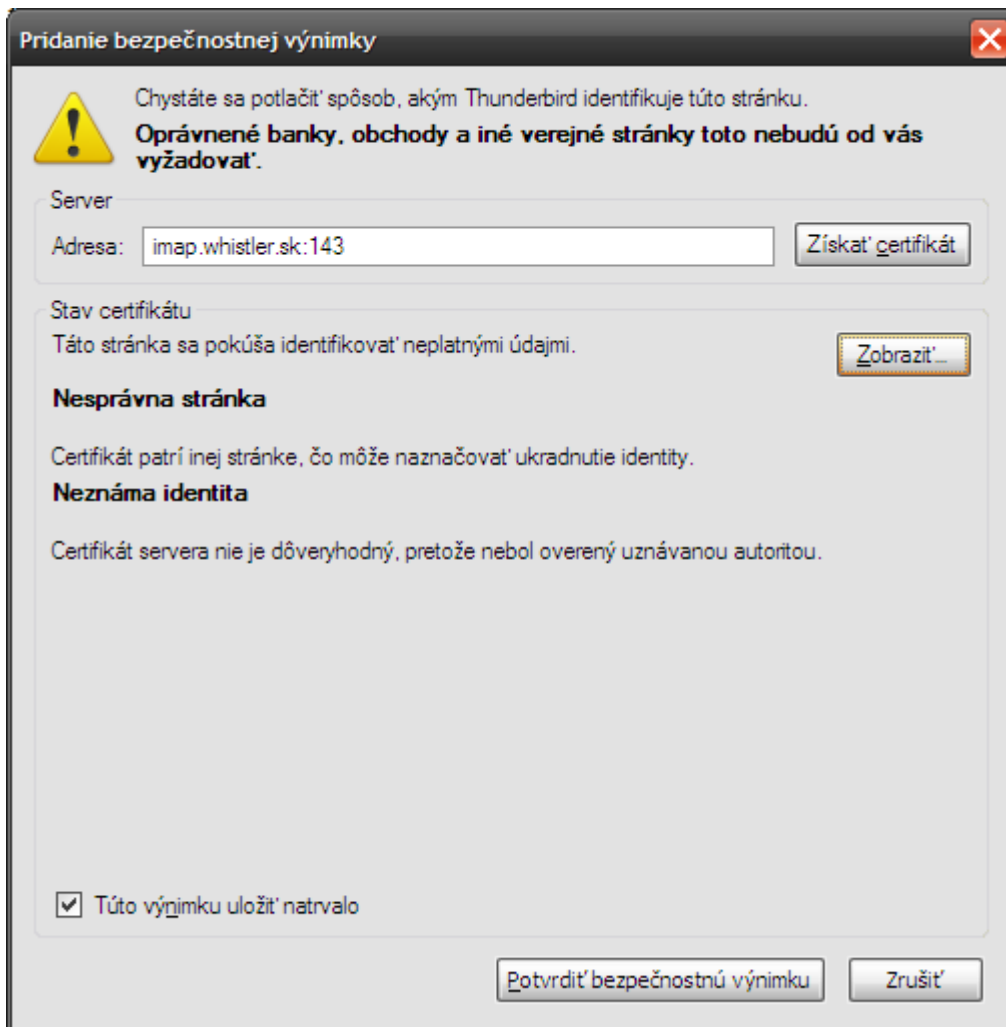 Pridanie bezpečnostnej výnimky
Chystáte sa potlačiť spôsob, akým Thunderbird identifikuje túto stránku.
Oprávnené banky, obchody a iné verejné stránky toto nebudú od vás
vyžadovať.
Server
Adresa: imap.whistler.sk:143 Získať certifikát
Stav certifikátu
Táto stránka sa pokúša identifikovať neplatnými údajmi. Zobraziť...
Nesprávna stránka
Certifikát patrí inej stránke, čo môže naznačovať ukradnutie identity.
Neznáma identita
Certifikát servera nie je dôveryhodný, pretože nebol overený uznávanou autoritou.
Túto výnimku uložiť natrvalo
Potvrdiť bezpečnostnú výnimku Zrušiť